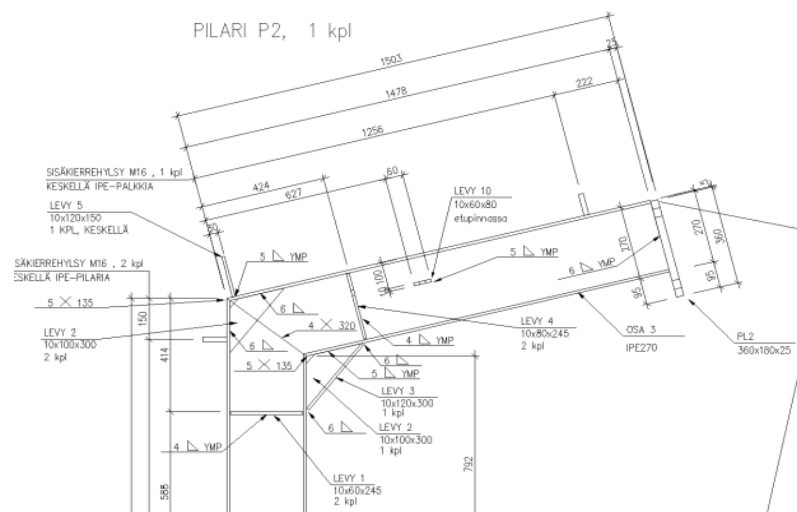 PILARI P2, 1 kpl
1503
25
1478
222
1256
SISÄKIERREHYLSY M16 , 1 kpl
KESKELLÄ IPE-PALKKIA
424
60
627
LEVY 10
10x60x80
etupinnassa
LEVY 5
10x120x150
1 KPL, KESKELLÄ
5
270
360
270
5 YMP
5 YMP
6 YMP
95
95
SÄKIERREHYLSY M16 , 2 kpl
ESKELLÄ IPE-PILARIA
100
10
5 X 135
6
150
LEVY 2
10x100x300
2 kpl
4 X 320
LEVY 4
10x80x245
2 kpl
OSA 3
IPE270
PL2
360x180x25
6
4 YMP
414
5 X 135
6
5 YMP
LEVY 3
10x120x300
1 kpl
6
LEVY 2
10x100x300
1 kpl
4 YMP
LEVY 1
10x60x245
2 kpl
588
792